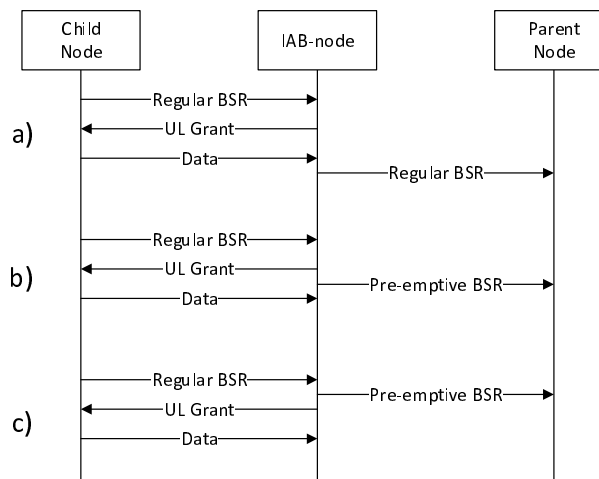 Child
Node
IAB-node
Parent
Node
a)
Regular BSR
UL Grant
Data
Regular BSR
b)
Regular BSR
UL Grant
Pre-emptive BSR
Data
c)
Regular BSR
Pre-emptive BSR
UL Grant
Data